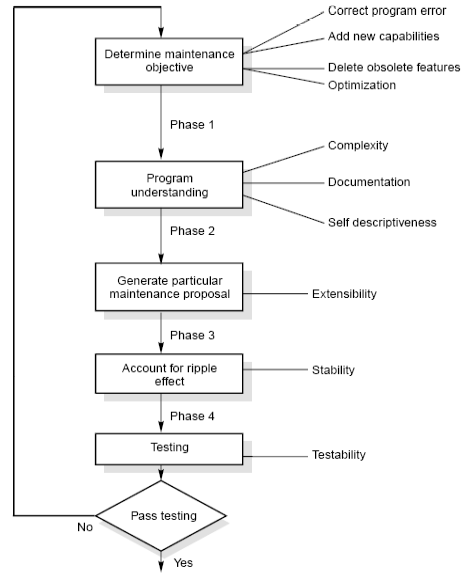 Correct program error
Add new capabilities
Determine maintenance
objective
Delete obsolete features
Optimization
Phase 1
Complexity
Program
understanding
Documentation
Self descriptiveness
Phase 2
Generate particular
maintenance proposal
Extensibility
Phase 3
Account for ripple
effect
Stability
Phase 4
Testing
Testability
Pass testing
No
Yes